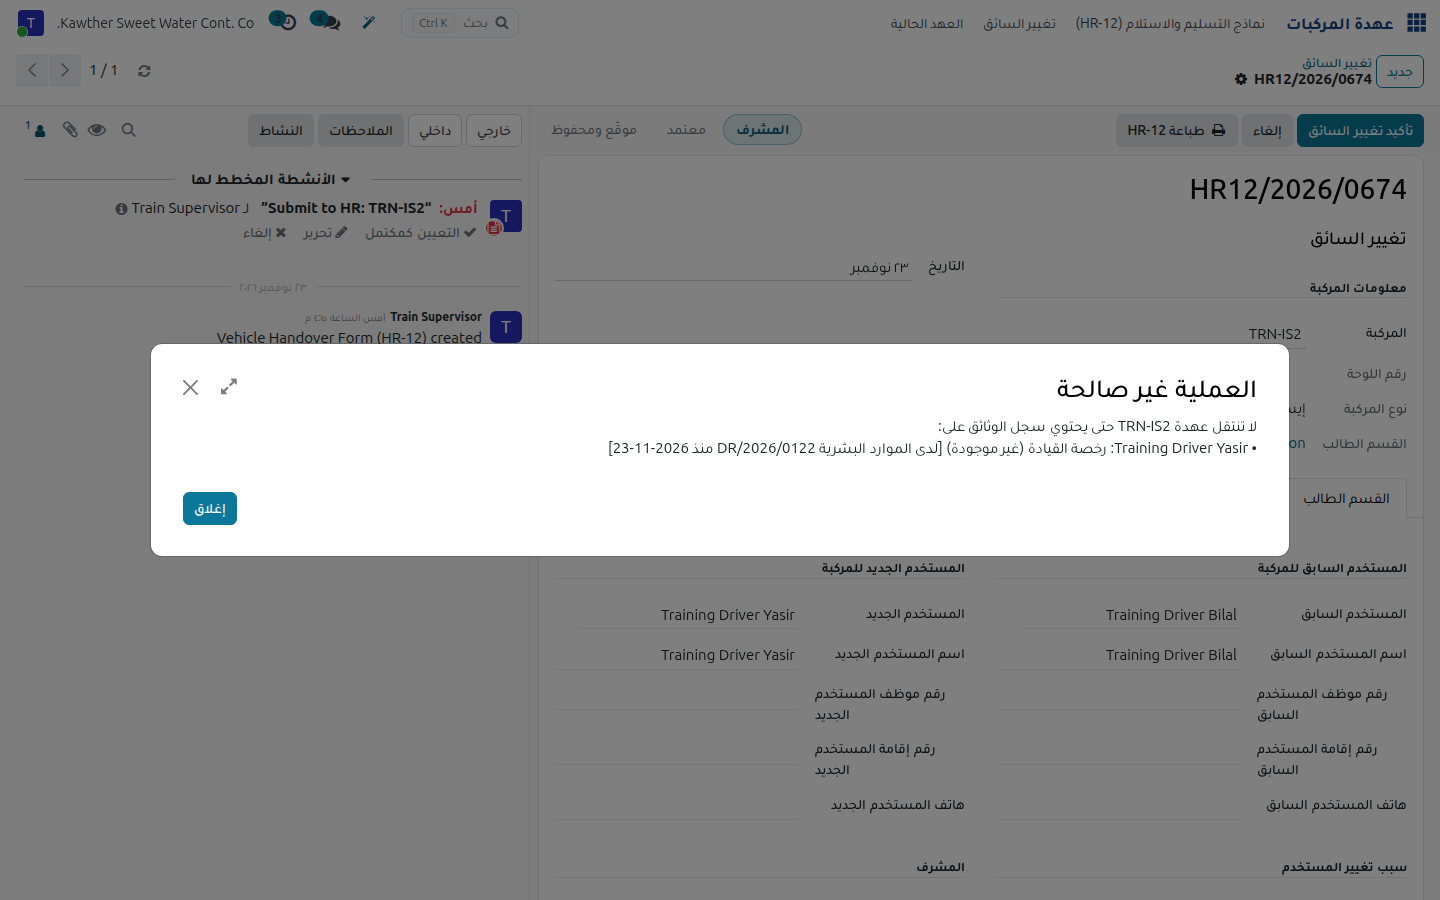 عهدة المركبات
نماذج التسليم والاستلام (HR-12)
تغيير السائق
العهد الحالية
بحث
Ctrl K
4
3
Kawther Sweet Water Cont. Co.
T
جديد
تغيير السائق
HR12/2026/0674
1 / 1
تأكيد تغيير السائق
إلغاء
طباعة HR-12
المشرف
معتمد
موقّع ومحفوظ
خارجي
داخلي
الملاحظات
النشاط
1
HR12/2026/0674
تغيير السائق
التاريخ
٢٣ نوفمبر
معلومات المركبة
المركبة
TRN-IS2
رقم اللوحة
نوع المركبة
القسم الطالب
القسم الطالب
الأنشطة المخطط لها
T
أمس: "Submit to HR: TRN-IS2" لـ Train Supervisor
التعيين كمكتمل
تحرير
إلغاء
٢٣ نوفمبر ٢٠٢٦
T
Train Supervisor أمس الساعة ٤:٣٥ م
Vehicle Handover Form (HR-12) created
العملية غير صالحة
لا تنتقل عهدة TRN-IS2 حتى يحتوي سجل الوثائق على:
• Training Driver Yasir: رخصة القيادة (غير موجودة) [لدى الموارد البشرية DR/2026/0122 منذ 2026-11-23]
إغلاق
المستخدم السابق للمركبة
المستخدم السابق
Training Driver Bilal
اسم المستخدم السابق
Training Driver Bilal
رقم موظف المستخدم السابق
رقم إقامة المستخدم السابق
هاتف المستخدم السابق
المستخدم الجديد للمركبة
المستخدم الجديد
Training Driver Yasir
اسم المستخدم الجديد
Training Driver Yasir
رقم موظف المستخدم الجديد
رقم إقامة المستخدم الجديد
هاتف المستخدم الجديد
سبب تغيير المستخدم
المشرف